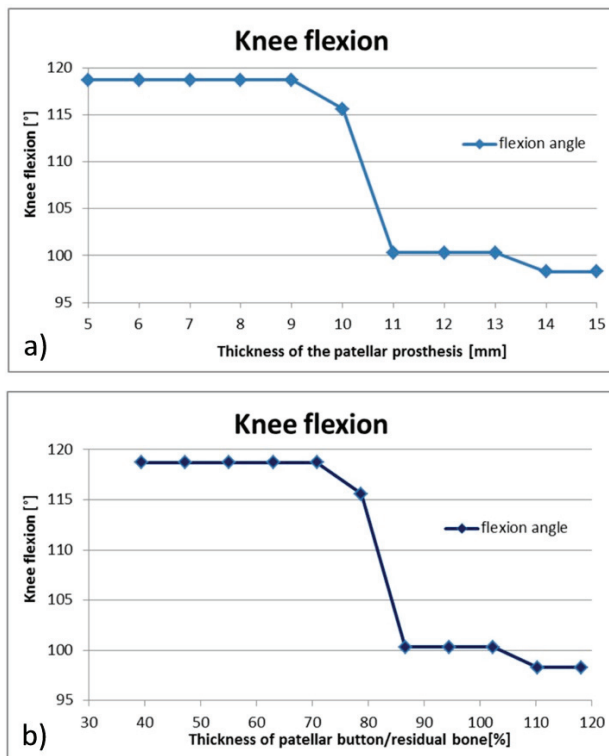 Knee flexion
120
115
110
105
100
95
Knee flexion [°]
flexion angle
5 6 7 8 9 10 11 12 13 14 15
Thickness of the patellar prosthesis [mm]
a)
Knee flexion
120
115
110
105
100
95
Knee flexion [°]
flexion angle
30 40 50 60 70 80 90 100 110 120
Thickness of patellar button/residual bone[%]
b)